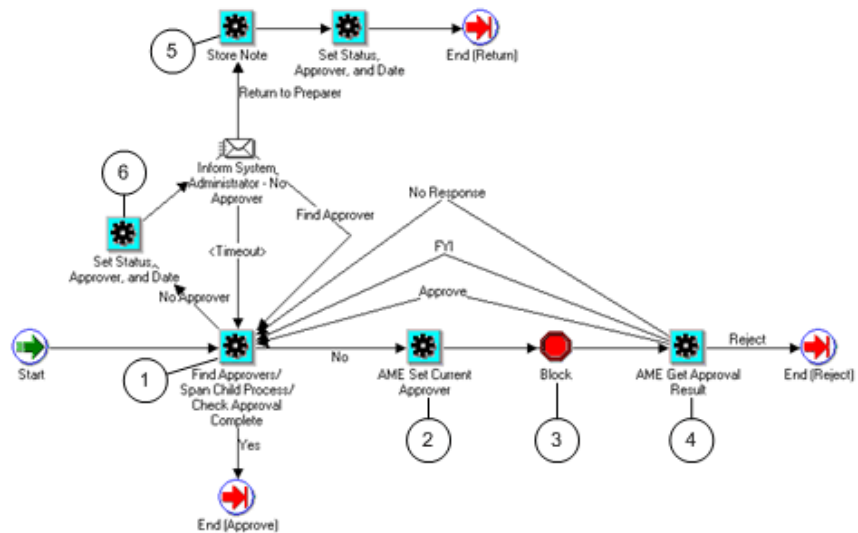 5
Store Note
Set Status,
Approver, and Date
End (Return)
Return to Preparer
6
Inform System
Administrator - No
Approver
No Response
Find Approver
Set Status,
Approver, and Date
<Timeout>
FYI
No Approver
Approve
Start
1
Find Approvers/
Span Child Process/
Check Approval
Complete
No
AME Set Current
Approver
Block
AME Get Approval
Result
Reject
End (Reject)
2
3
4
Yes
End (Approve)